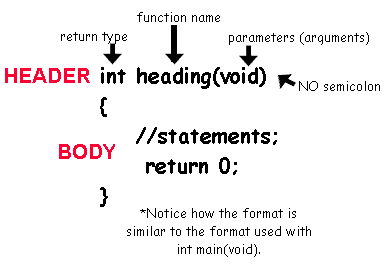 function name
return type
parameters (arguments)
HEADER int heading(void)
NO semicolon
{
//statements;
BODY
return 0;
}
*Notice how the format is
similar to the format used with
int main(void).